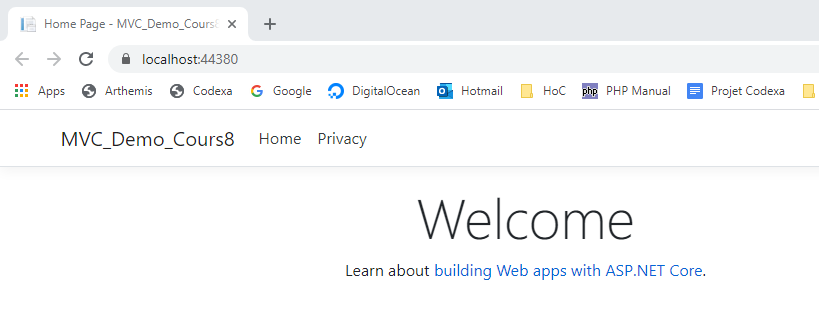 Home Page - MVC_Demo_Cours8
localhost:44380
Apps Arthemis Codexa Google DigitalOcean Hotmail HoC php PHP Manual Projet Codexa
MVC_Demo_Cours8 Home Privacy
Welcome
Learn about building Web apps with ASP.NET Core.